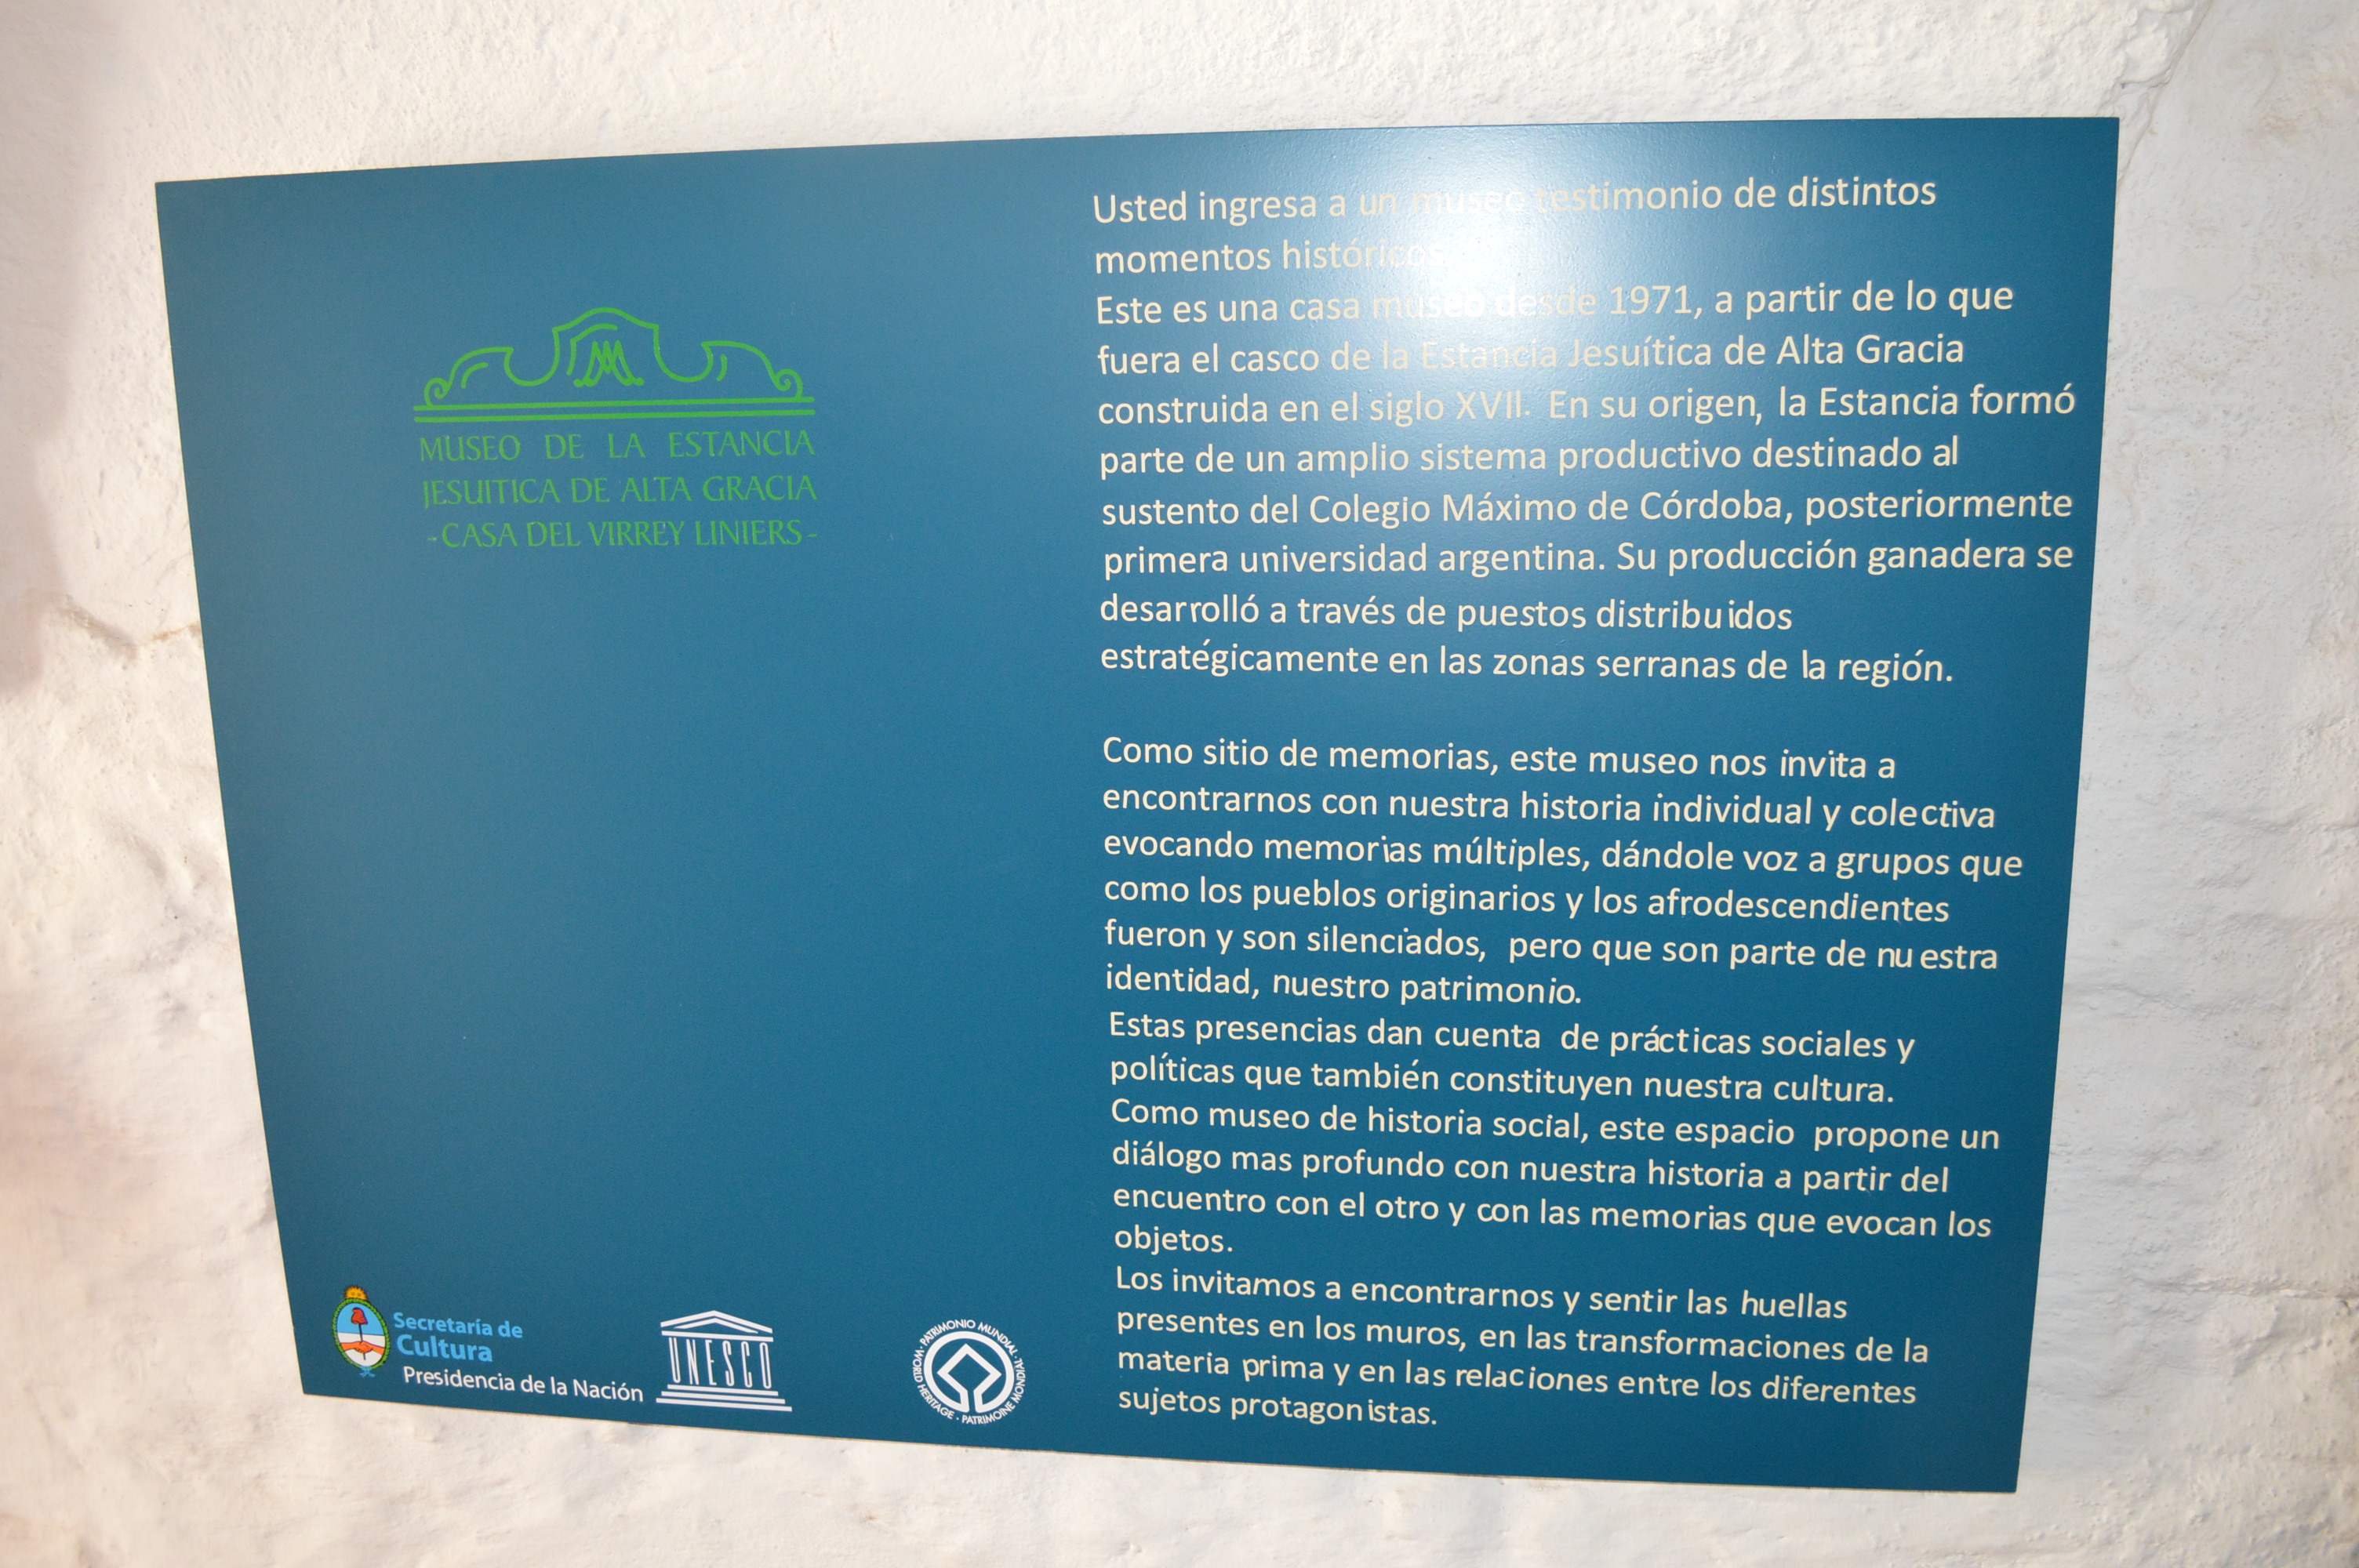 MUSEO DE LA ESTANCIA
JESUITICA DE ALTA GRACIA
-CASA DEL VIRREY LINIERS-
Usted ingresa a un museo testimonio de distintos
momentos históricos.
Este es una casa museo desde 1971, a partir de lo que
fuera el casco de la Estancia Jesuítica de Alta Gracia
construida en el siglo XVII. En su origen, la Estancia formó
parte de un amplio sistema productivo destinado al
sustento del Colegio Máximo de Córdoba, posteriormente
primera universidad argentina. Su producción ganadera se
desarrolló a través de puestos distribuidos
estratégicamente en las zonas serranas de la región.
Como sitio de memorias, este museo nos invita a
encontrarnos con nuestra historia individual y colectiva
evocando memorias múltiples, dándole voz a grupos que
como los pueblos originarios y los afrodescendientes
fueron y son silenciados, pero que son parte de nuestra
identidad, nuestro patrimonio.
Estas presencias dan cuenta de prácticas sociales y
políticas que también constituyen nuestra cultura.
Como museo de historia social, este espacio propone un
diálogo mas profundo con nuestra historia a partir del
encuentro con el otro y con las memorias que evocan los
objetos.
Los invitamos a encontrarnos y sentir las huellas
presentes en los muros, en las transformaciones de la
materia prima y en las relaciones entre los diferentes
sujetos protagonistas.
Secretaría de
Cultura
Presidencia de la Nación
UNESCO
WORLD HERITAGE · PATRIMONIO MUNDIAL · PATRIMOINE MONDIAL